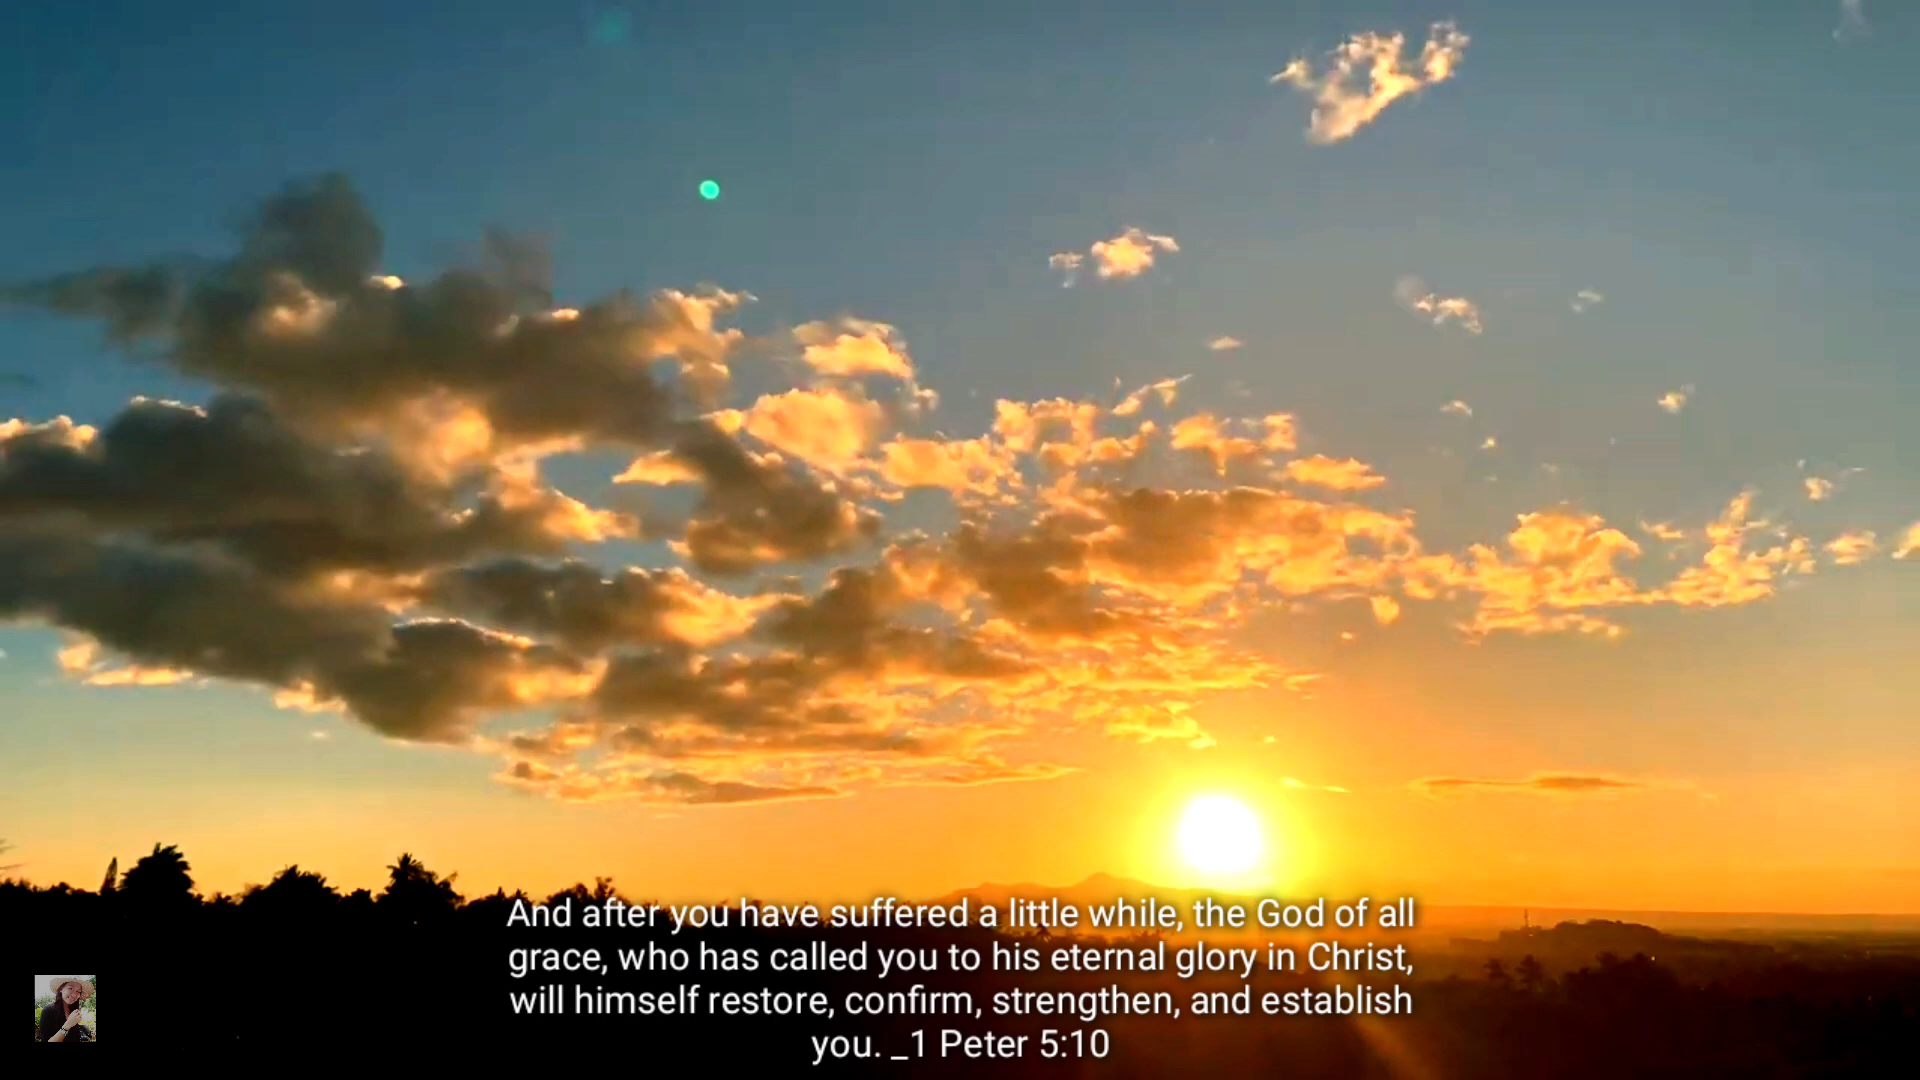 And after you have suffered a little while, the God of all
grace, who has called you to his eternal glory in Christ,
will himself restore, confirm, strengthen, and establish
you. _1 Peter 5:10